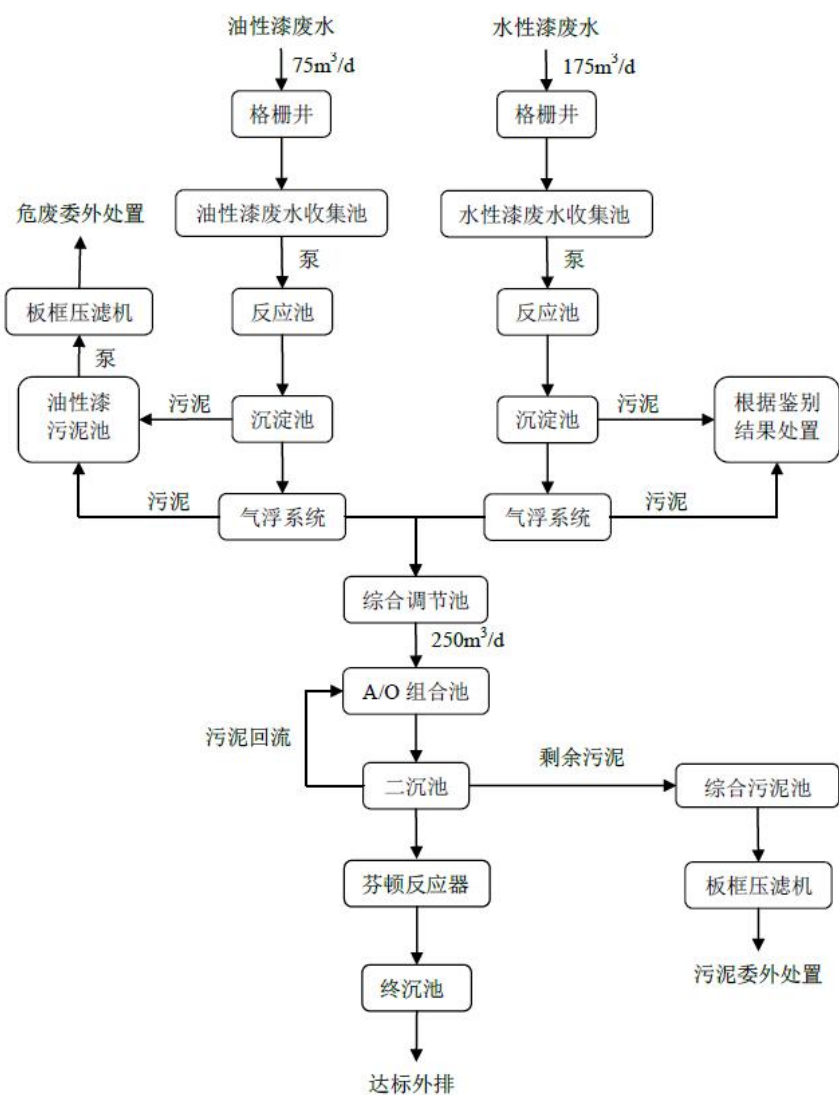 油性漆废水
水性漆废水
75m³/d
175m³/d
格栅井
格栅井
危废委外处置
油性漆废水收集池
水性漆废水收集池
泵
泵
板框压滤机
反应池
反应池
泵
油性漆
污泥池
污泥
沉淀池
沉淀池
污泥
根据鉴别
结果处置
污泥
气浮系统
气浮系统
污泥
综合调节池
250m³/d
A/O 组合池
污泥回流
二沉池
剩余污泥
综合污泥池
芬顿反应器
板框压滤机
终沉池
污泥委外处置
达标外排